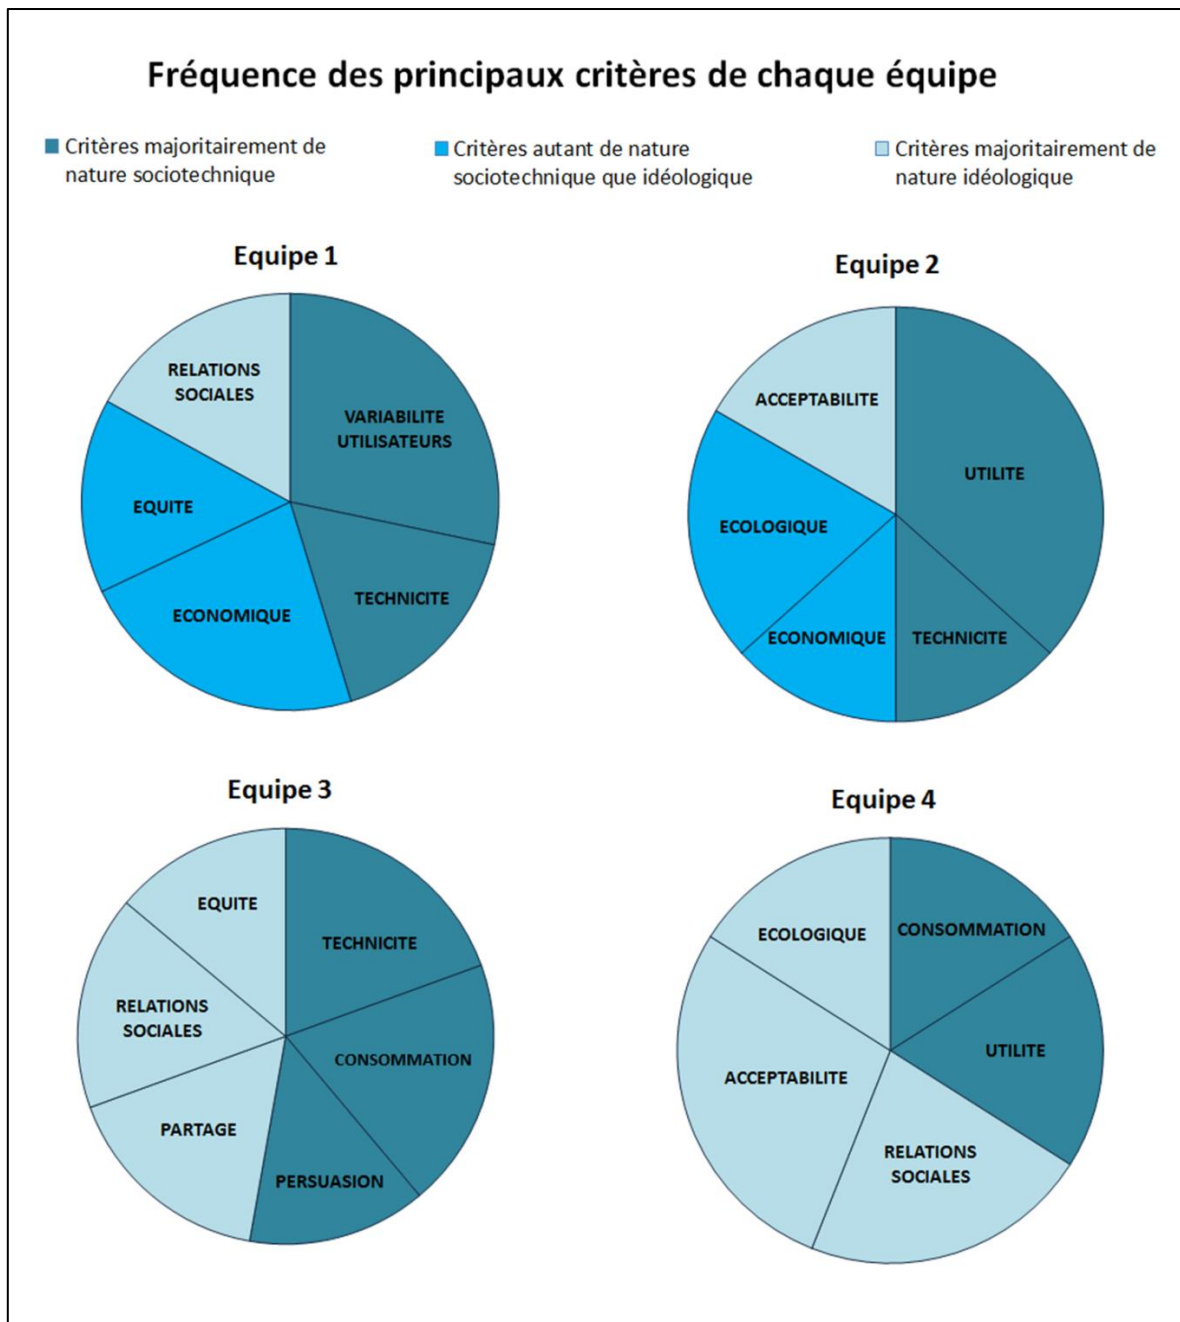 Fréquence des principaux critères de chaque équipe
Critères majoritairement de
nature sociotechnique
Critères autant de nature
sociotechnique que idéologique
Critères majoritairement de
nature idéologique
Equipe 1
RELATIONS
SOCIALES
VARIABILITE
UTILISATEURS
EQUITE
TECHNICITE
ECONOMIQUE
Equipe 2
ACCEPTABILITE
UTILITE
ECOLOGIQUE
ECONOMIQUE
TECHNICITE
Equipe 3
EQUITE
TECHNICITE
RELATIONS
SOCIALES
CONSOMMATION
PARTAGE
PERSUASION
Equipe 4
ECOLOGIQUE
CONSOMMATION
UTILITE
ACCEPTABILITE
RELATIONS
SOCIALES